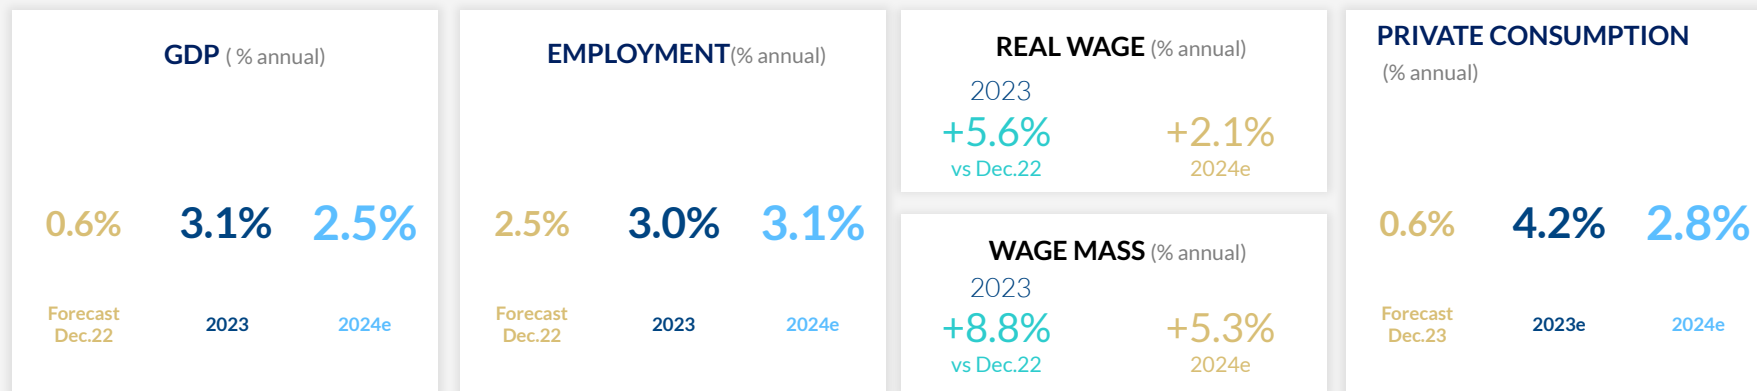 GDP ( % annual)
0.6% 3.1% 2.5%
Forecast
Dec.22
2023
2024e
EMPLOYMENT(% annual)
2.5% 3.0% 3.1%
Forecast
Dec.22
2023
2024e
REAL WAGE (% annual)
2023
+5.6% +2.1%
vs Dec.22 2024e
WAGE MASS (% annual)
2023
+8.8% +5.3%
vs Dec.22 2024e
PRIVATE CONSUMPTION
(% annual)
0.6% 4.2% 2.8%
Forecast
Dec.23
2023e
2024e